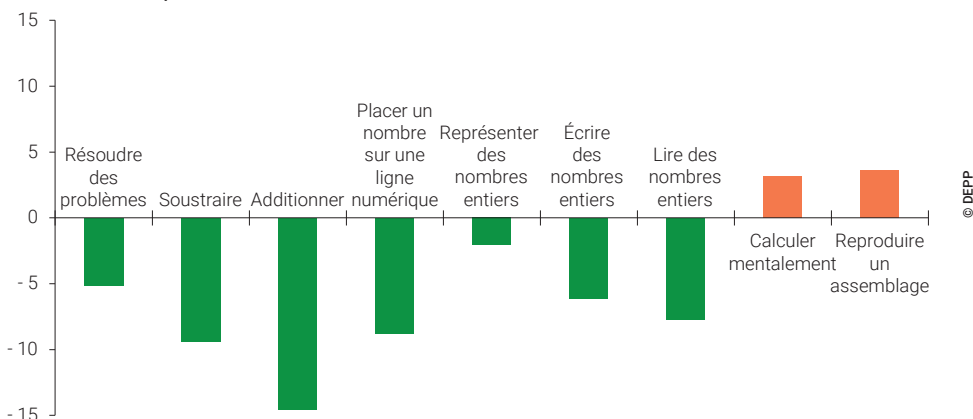 15
10
5
0
- 5
- 10
- 15
Résoudre
des
problèmes
Soustraire
Additionner
Placer un
nombre
sur une
ligne
numérique
Représenter
des
nombres
entiers
Écrire
des
nombres
entiers
Lire des
nombres
entiers
Calculer
mentalement
Reproduire
un
assemblage
© DEPP